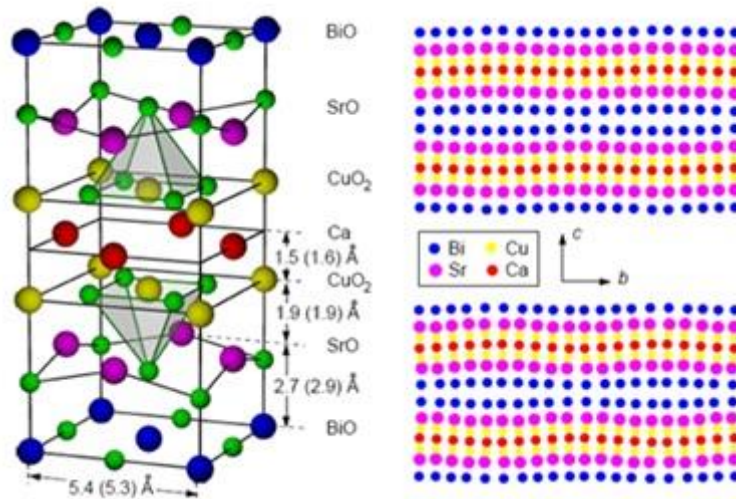 BiO
SrO
CuO₂
Ca
1.5 (1.6) Å
CuO₂
1.9 (1.9) Å
SrO
2.7 (2.9) Å
BiO
5.4 (5.3) Å
Bi Cu
Sr Ca
c
b